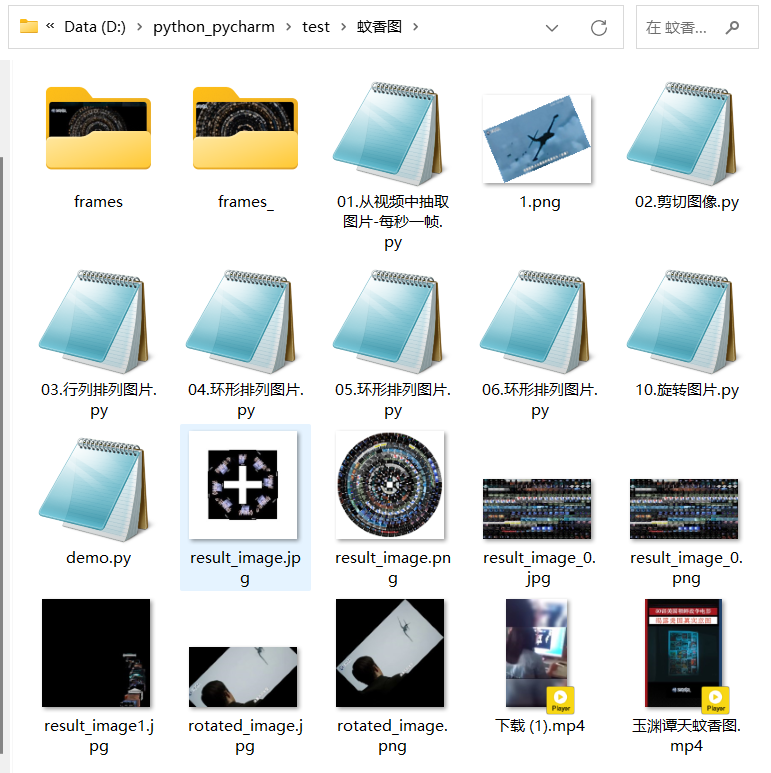 « Data (D:) › python_pycharm › test › 蚊香图 ›
在 蚊香...
frames
frames_
01.从视频中抽取
图片-每秒一帧.
py
1.png
02.剪切图像.py
03.行列排列图片.
py
04.环形排列图片.
py
05.环形排列图片.
py
06.环形排列图片.
py
10.旋转图片.py
demo.py
result_image.jp
g
result_image.pn
g
result_image_0.
jpg
result_image_0.
png
result_image1.j
pg
rotated_image.j
pg
rotated_image.
png
Player
下载 (1).mp4
Player
玉渊谭天蚊香图.
mp4